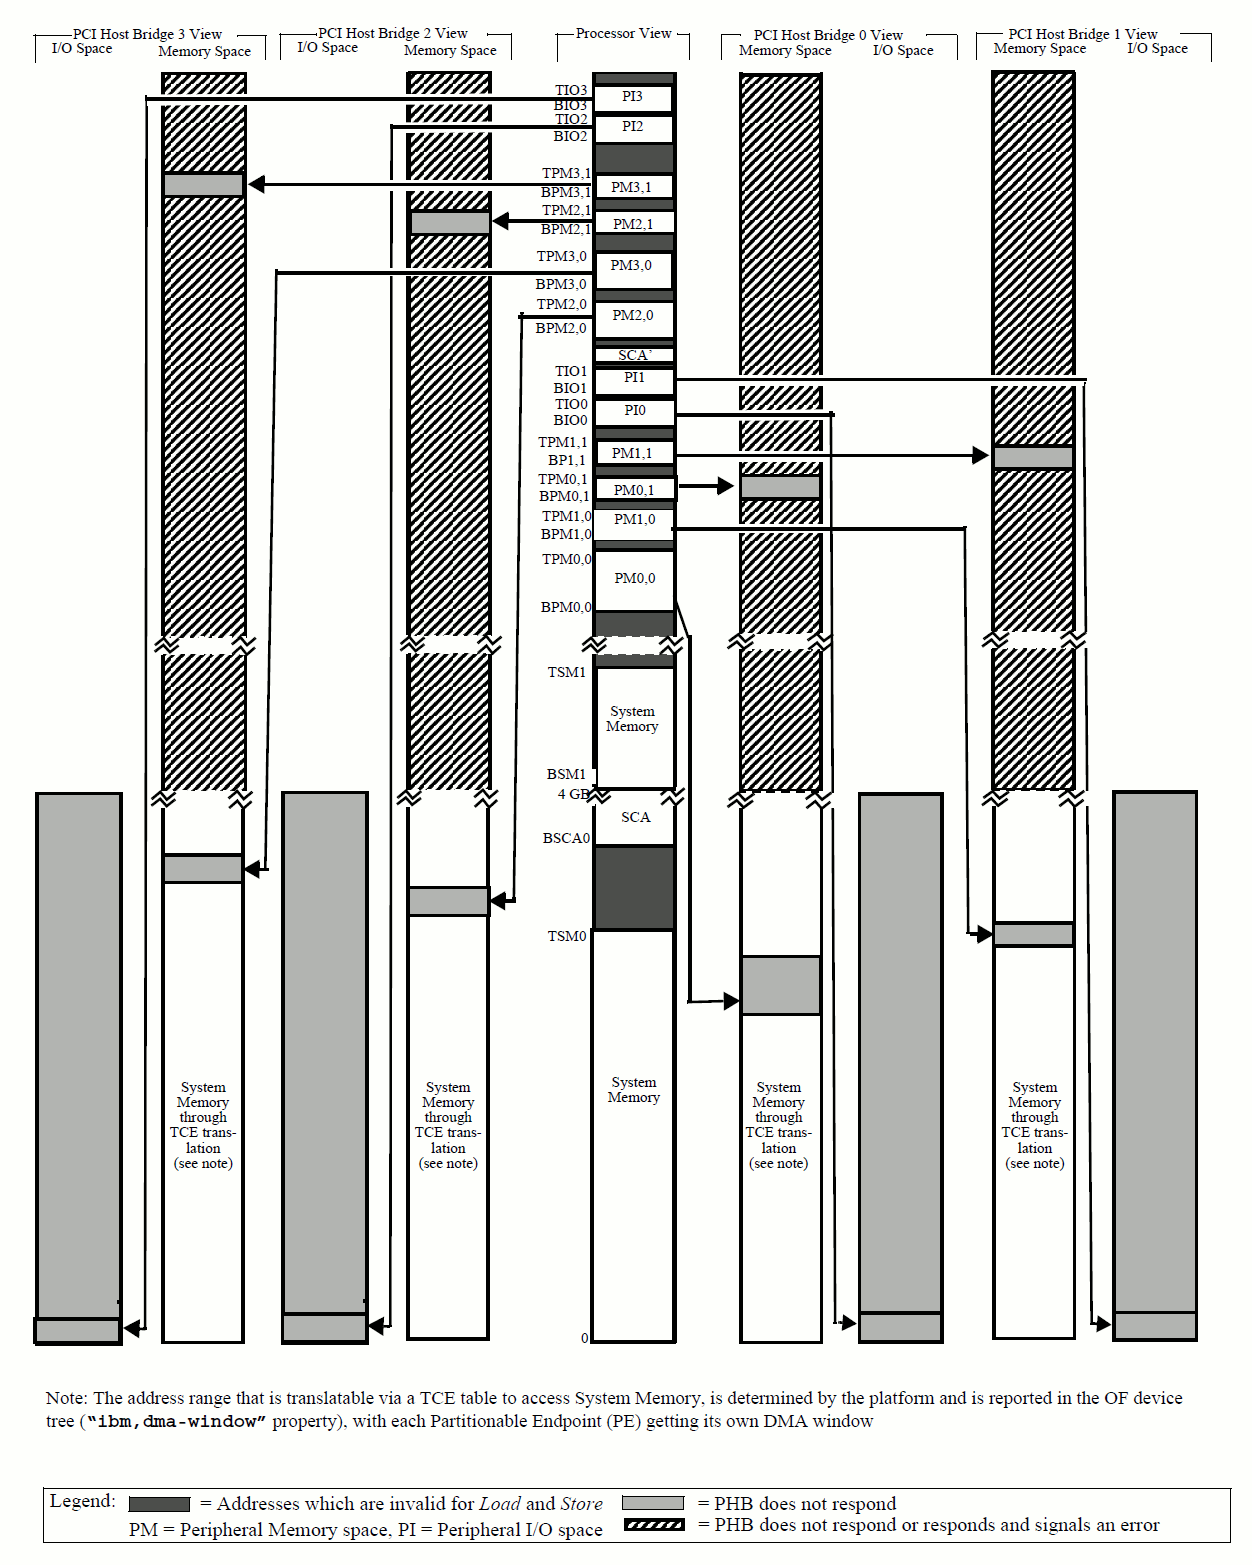 PCI Host Bridge 3 View
I/O Space
Memory Space
PCI Host Bridge 2 View
I/O Space
Memory Space
Processor View
PCI Host Bridge 0 View
Memory Space
I/O Space
PCI Host Bridge 1 View
Memory Space
I/O Space
TIO3
BIO3
PI3
TIO2
BIO2
PI2
TPM3,1
BPM3,1
PM3,1
TPM2,1
BPM2,1
PM2,1
TPM3,0
BPM3,0
PM3,0
TPM2,0
BPM2,0
PM2,0
SCA’
TIO1
BIO1
PI1
TIO0
BIO0
PI0
TPM1,1
BP1,1
PM1,1
TPM0,1
BPM0,1
PM0,1
TPM1,0
BPM1,0
PM1,0
TPM0,0
BPM0,0
PM0,0
TSM1
System
Memory
BSM1
4 GB
SCA
BSCA0
TSM0
System
Memory
0
System
Memory
through
TCE trans-
lation
(see note)
System
Memory
through
TCE trans-
lation
(see note)
System
Memory
through
TCE trans-
lation
(see note)
System
Memory
through
TCE trans-
lation
(see note)
Note: The address range that is translatable via a TCE table to access System Memory, is determined by the platform and is reported in the OF device
tree (“ibm,dma-window” property), with each Partitionable Endpoint (PE) getting its own DMA window
Legend:
= Addresses which are invalid for Load and Store
= PHB does not respond
PM = Peripheral Memory space, PI = Peripheral I/O space
= PHB does not respond or responds and signals an error